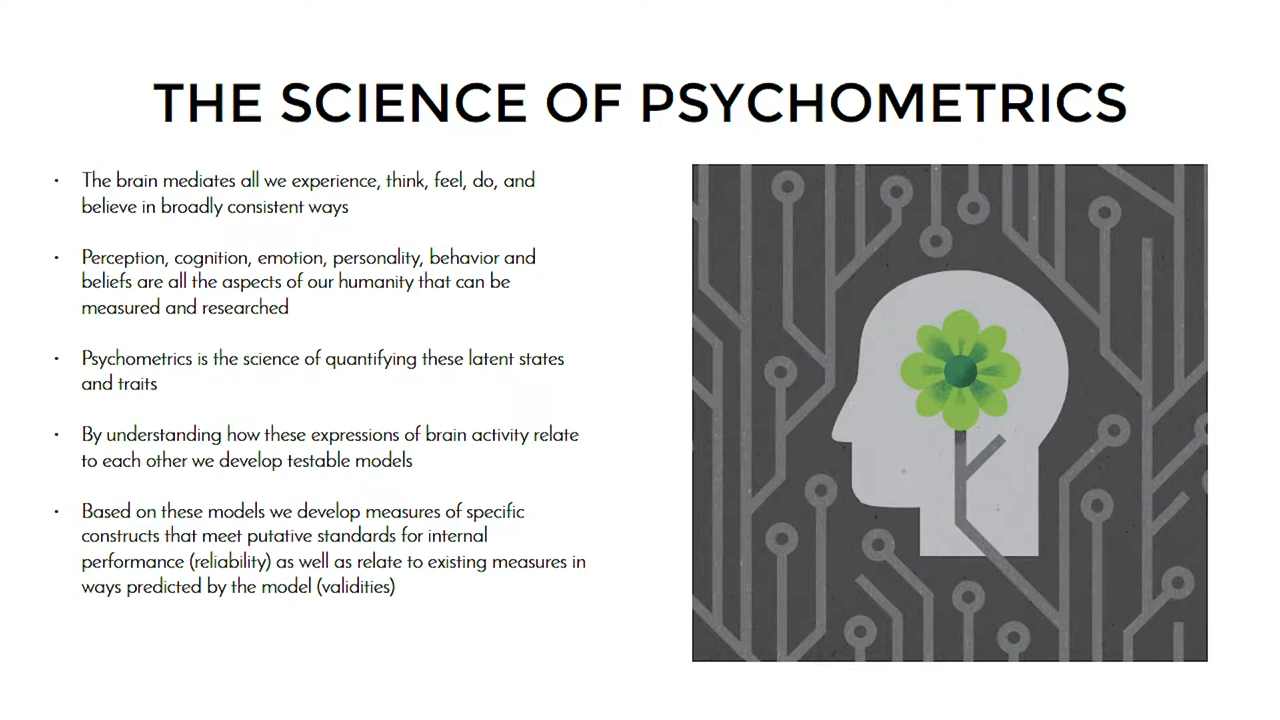 THE SCIENCE OF PSYCHOMETRICS
• The brain mediates all we experience, think, feel, do, and
believe in broadly consistent ways
• Perception, cognition, emotion, personality, behavior and
beliefs are all the aspects of our humanity that can be
measured and researched
• Psychometrics is the science of quantifying these latent states
and traits
• By understanding how these expressions of brain activity relate
to each other we develop testable models
• Based on these models we develop measures of specific
constructs that meet putative standards for internal
performance (reliability) as well as relate to existing measures in
ways predicted by the model (validities)